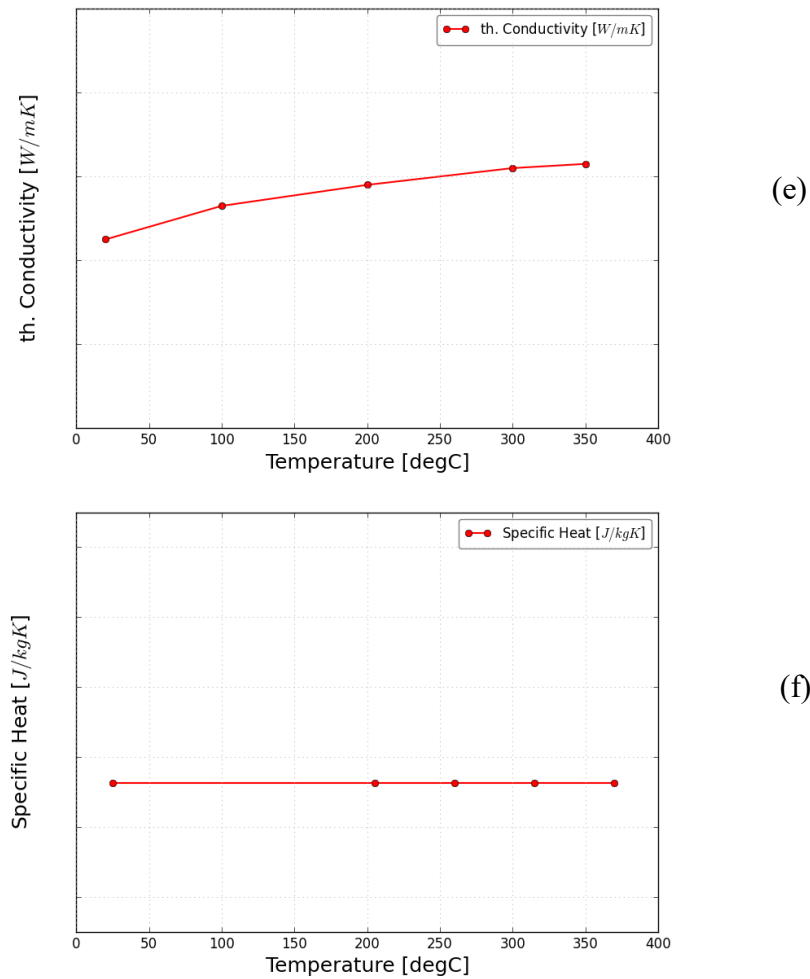 th. Conductivity [W/mK]
th. Conductivity [W/mK]
(e)
0 50 100 150 200 250 300 350 400
Temperature [degC]
Specific Heat [J/kgK]
Specific Heat [J/kgK]
(f)
0 50 100 150 200 250 300 350 400
Temperature [degC]